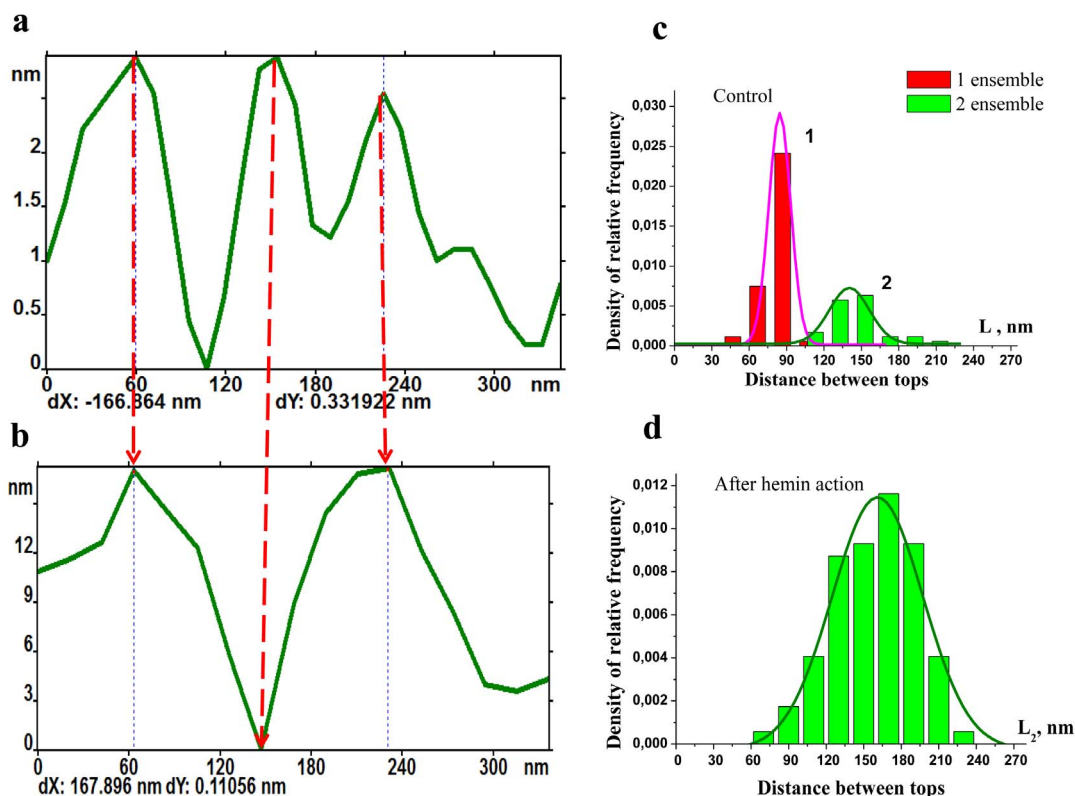 a
nm
2
1
0.5
0
0
60
120
180
240
300
nm
dX: -166.864 nm
dY: 0.331922 nm
b
nm
12
9
6
3
0
0
60
120
180
240
300
nm
dX: 167.896 nm dY: 0.11056 nm
c
1 ensemble
2 ensemble
Control
1
2
0,030
0,025
0,020
0,015
0,010
0,005
0,000
Density of relative frequency
0
30
60
90
120
150
180
210
240
270
L , nm
Distance between tops
d
After hemin action
0,012
0,010
0,008
0,006
0,004
0,002
0,000
Density of relative frequency
0
30
60
90
120
150
180
210
240
270
L2, nm
Distance between tops